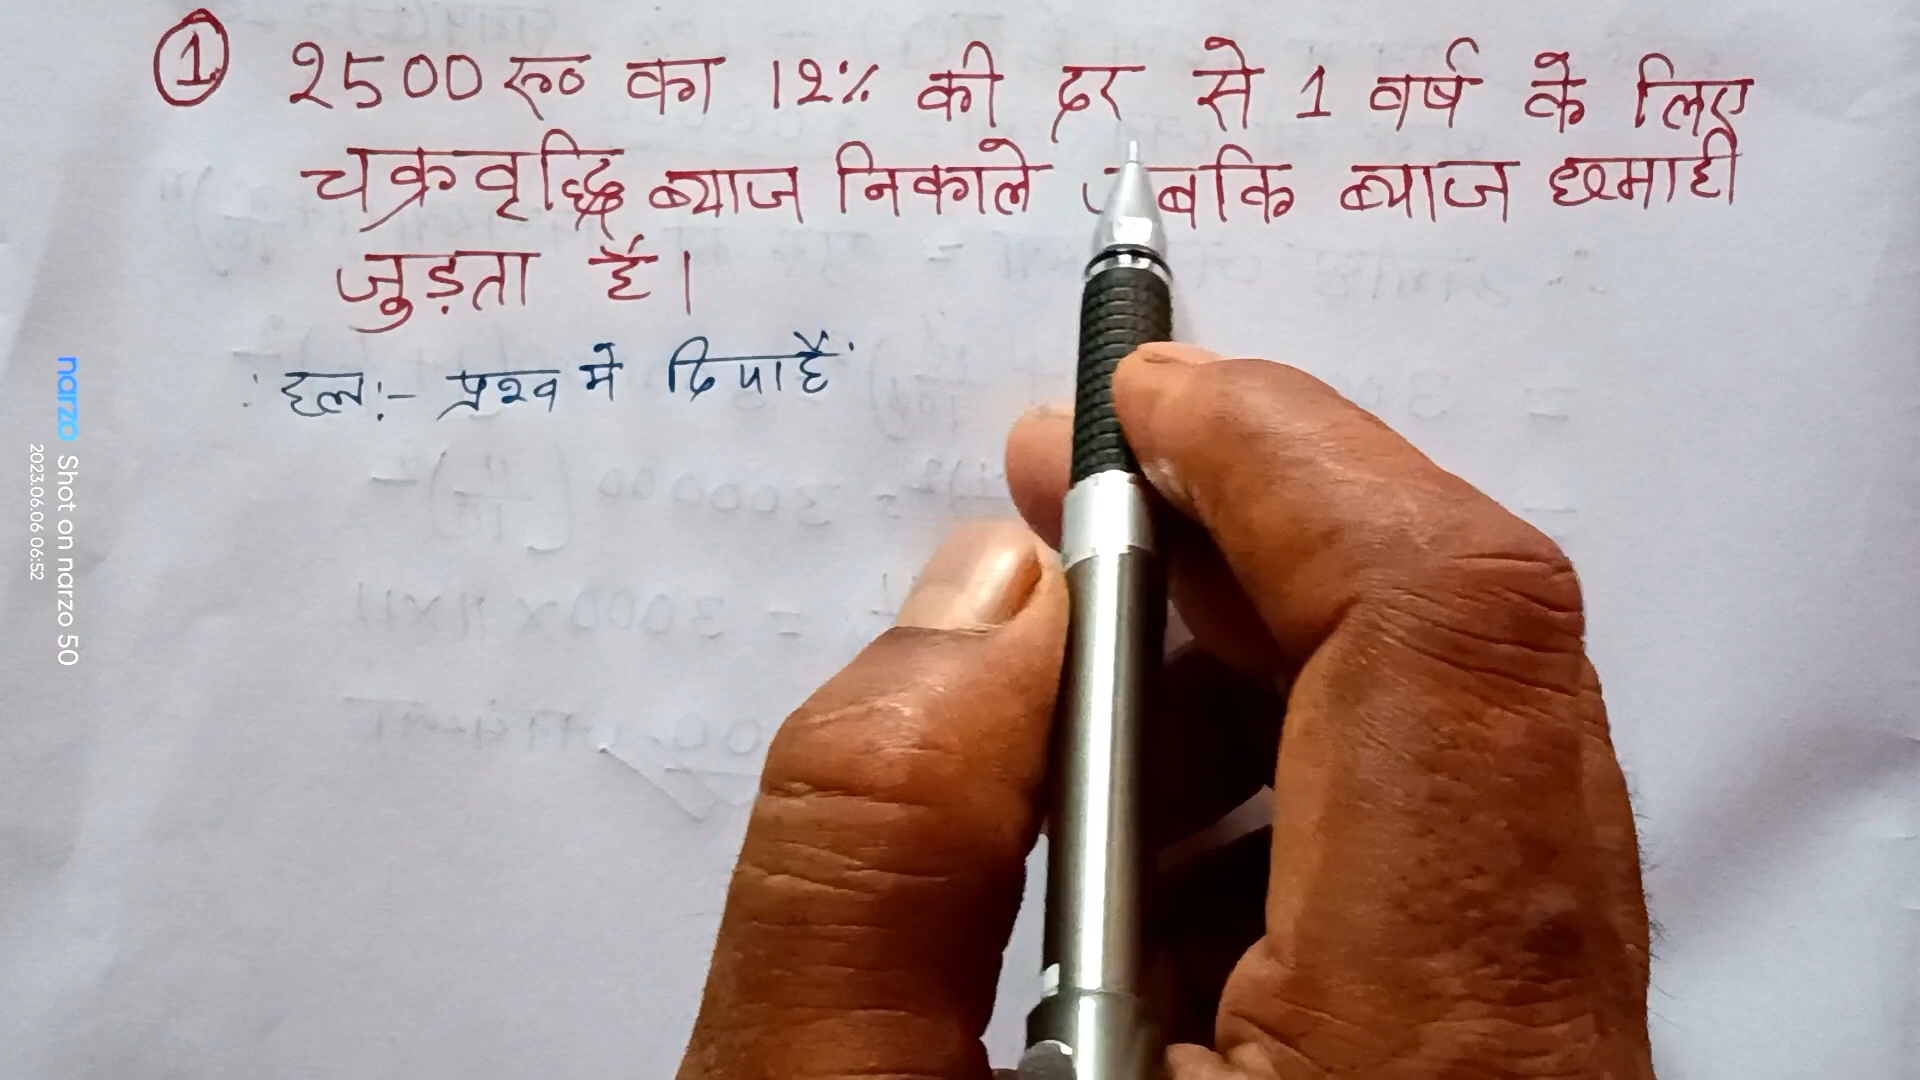 ① 2500 रू० का 12% की दर से 1 वर्ष के लिए
चक्रवृद्धि ब्याज निकाले जबकि ब्याज छमाही
जुड़ता है।
हल:- प्रश्न में दिया है
narzo Shot on narzo 50
2023.06.06 06:52